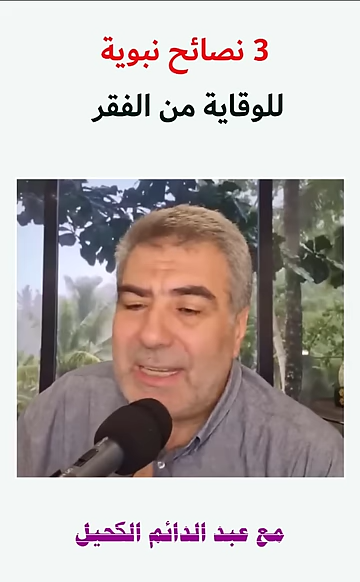 3 نصائح نبوية
للوقاية من الفقر
مع عبد الدائم الكحيل